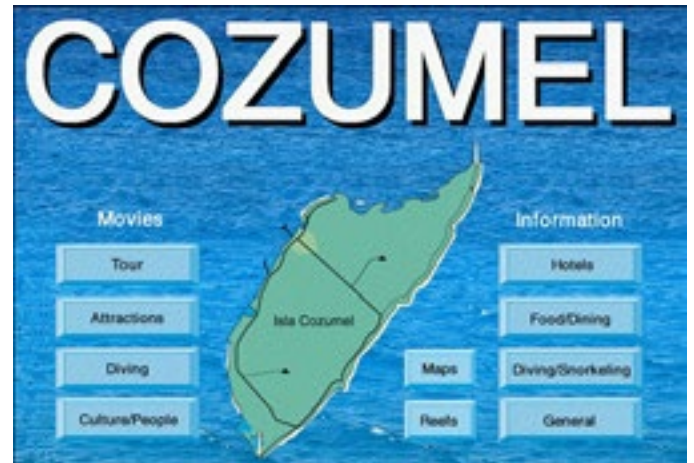 COZUMEL
Movies
Tour
Attractions
Diving
Culture/People
Isla Cozumel
Maps
Reefs
Information
Hotels
Food/Dining
Diving/Snorkeling
General